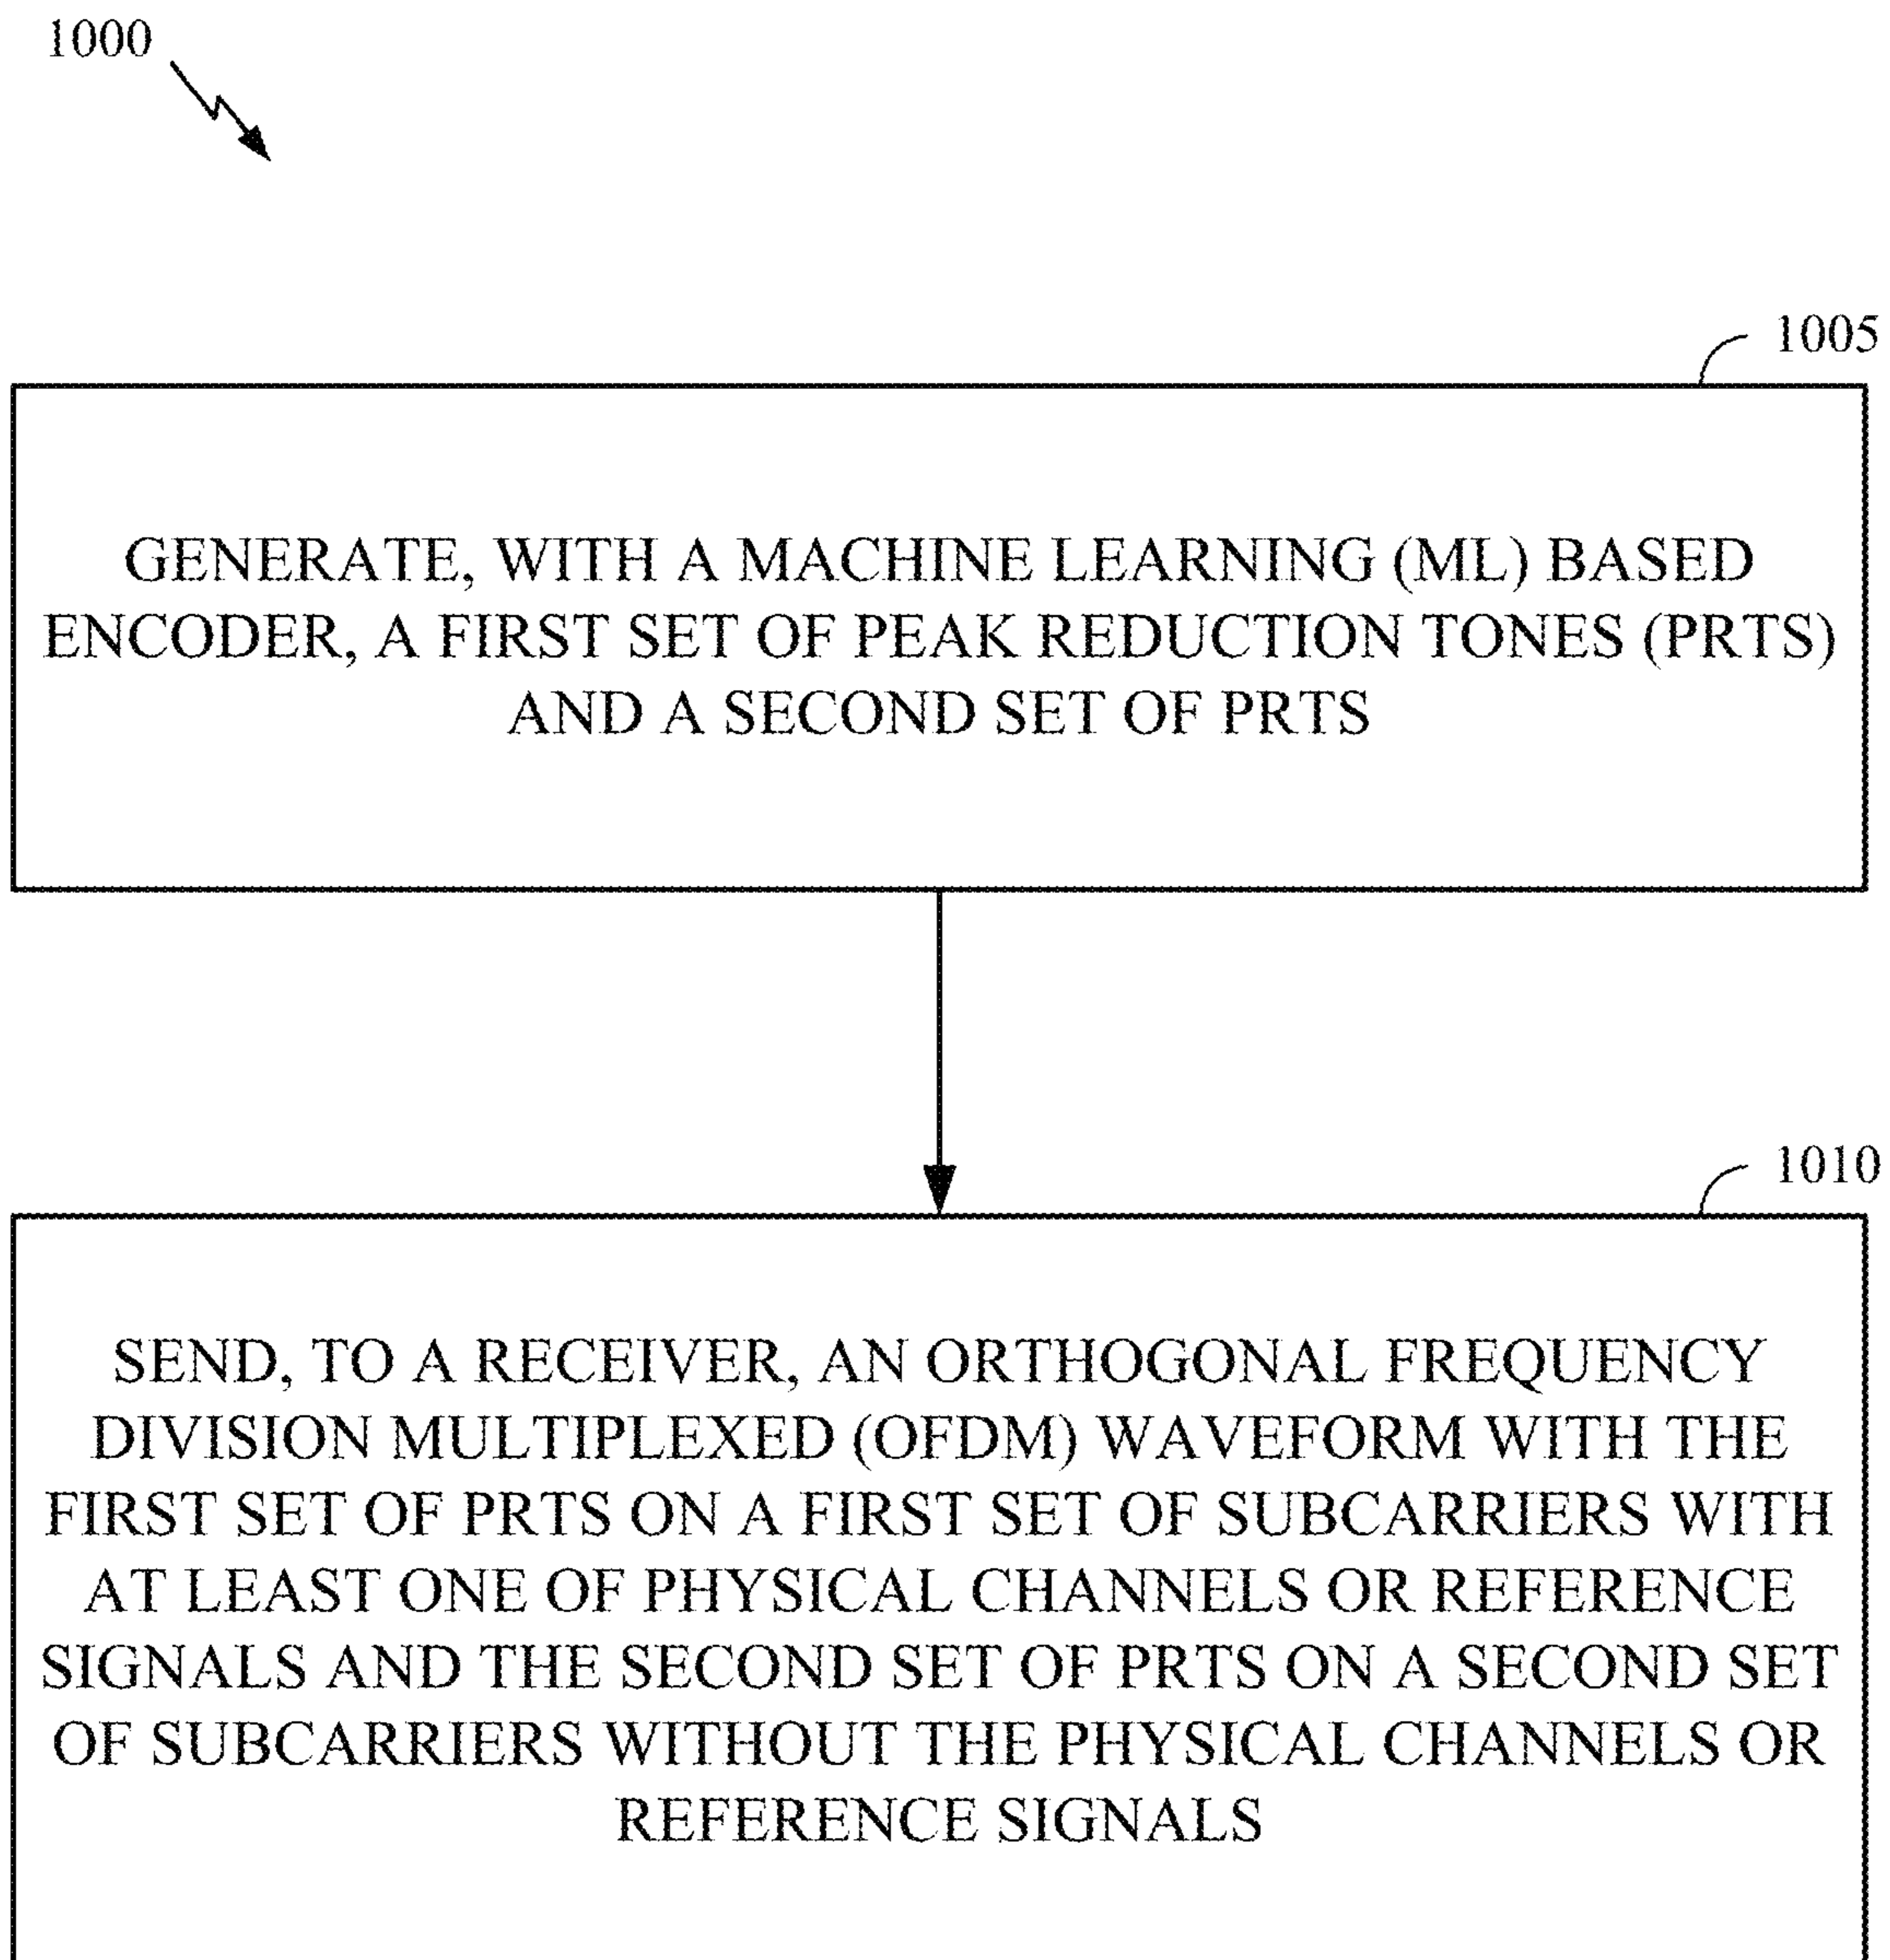 1000
1005
GENERATE, WITH A MACHINE LEARNING (ML) BASED
ENCODER, A FIRST SET OF PEAK REDUCTION TONES (PRTS)
AND A SECOND SET OF PRTS
1010
SEND, TO A RECEIVER, AN ORTHOGONAL FREQUENCY
DIVISION MULTIPLEXED (OFDM) WAVEFORM WITH THE
FIRST SET OF PRTS ON A FIRST SET OF SUBCARRIERS WITH
AT LEAST ONE OF PHYSICAL CHANNELS OR REFERENCE
SIGNALS AND THE SECOND SET OF PRTS ON A SECOND SET
OF SUBCARRIERS WITHOUT THE PHYSICAL CHANNELS OR
REFERENCE SIGNALS